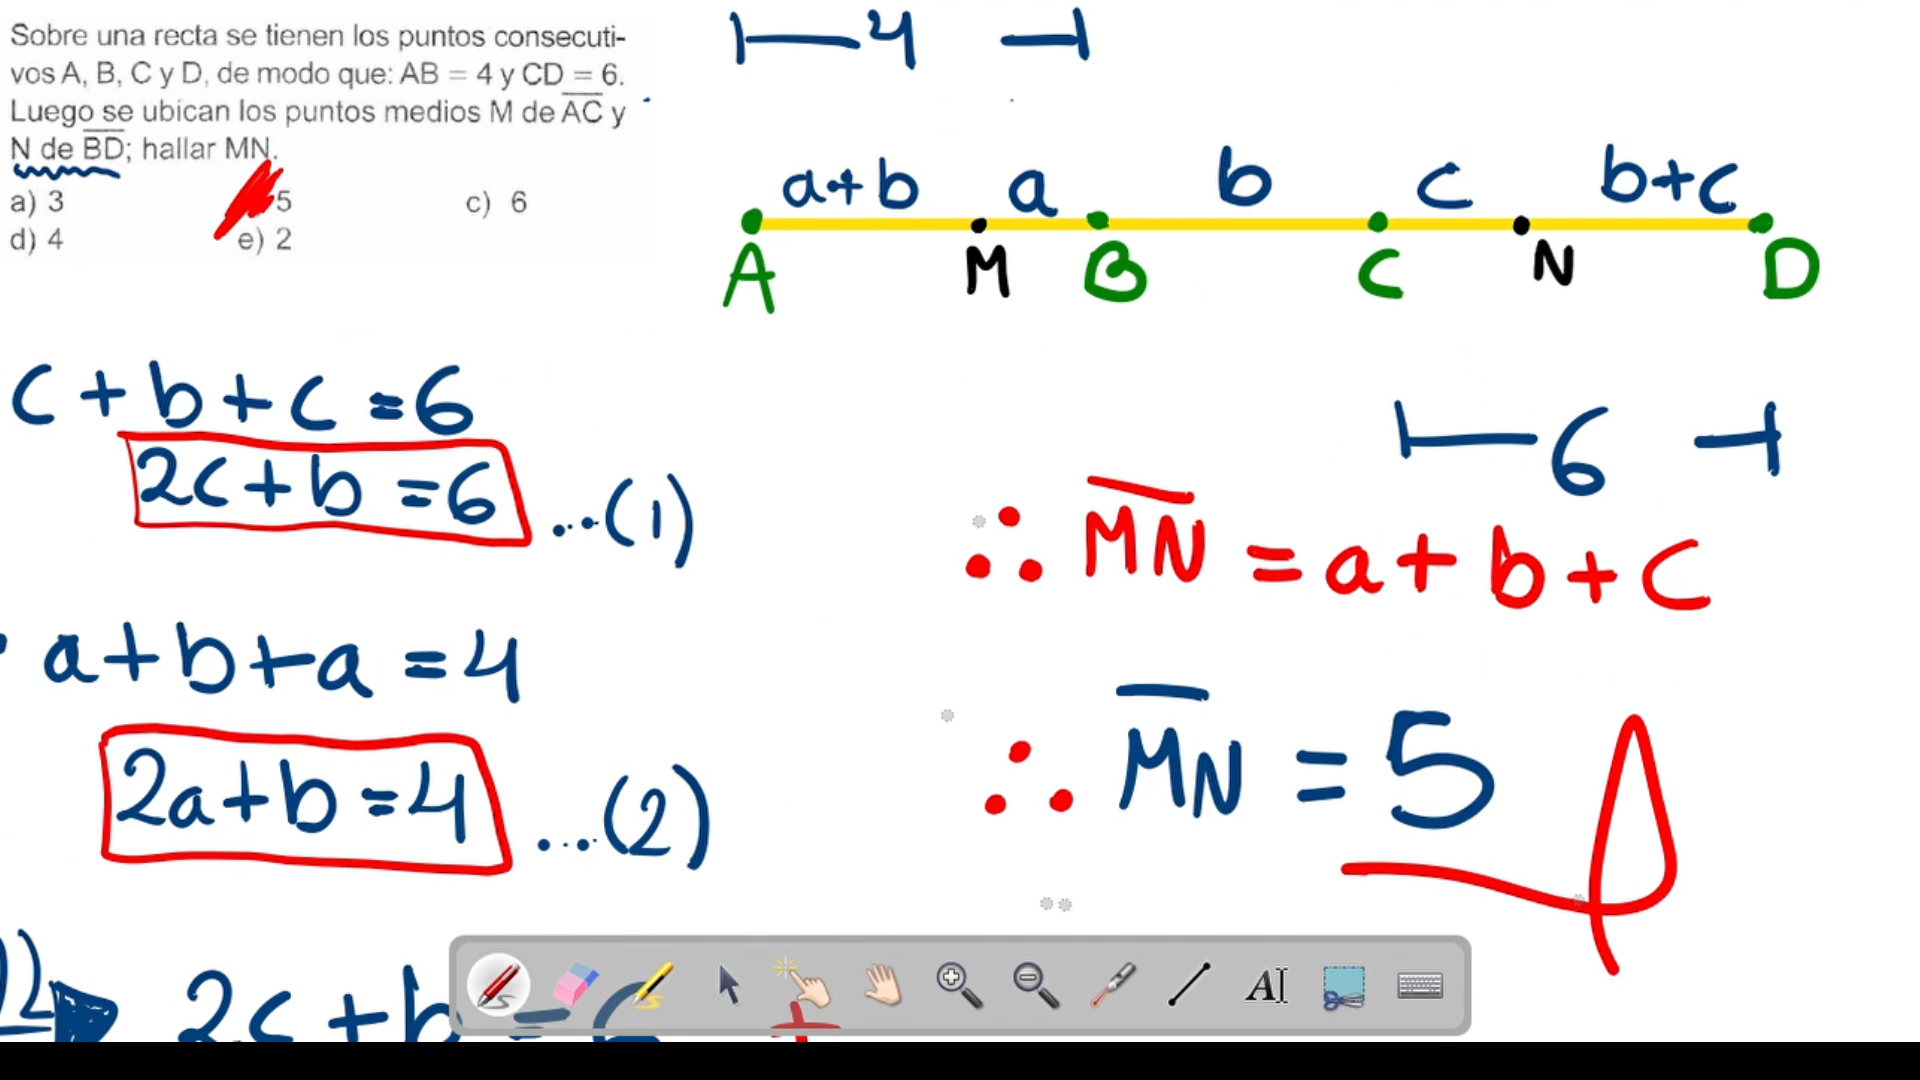 Sobre una recta se tienen los puntos consecuti-
vos A, B, C y D, de modo que: AB = 4 y CD = 6.
Luego se ubican los puntos medios M de AC y
N de BD; hallar MN.
a) 3 5 c) 6
d) 4 e) 2
4
a+b a b c b+c
A M B C N D
6
c + b + c = 6
2c + b = 6 ...(1)
a + b + a = 4
2a + b = 4 ...(2)
2c + b = 6
∴ MN = a + b + c
∴ MN = 5
AI